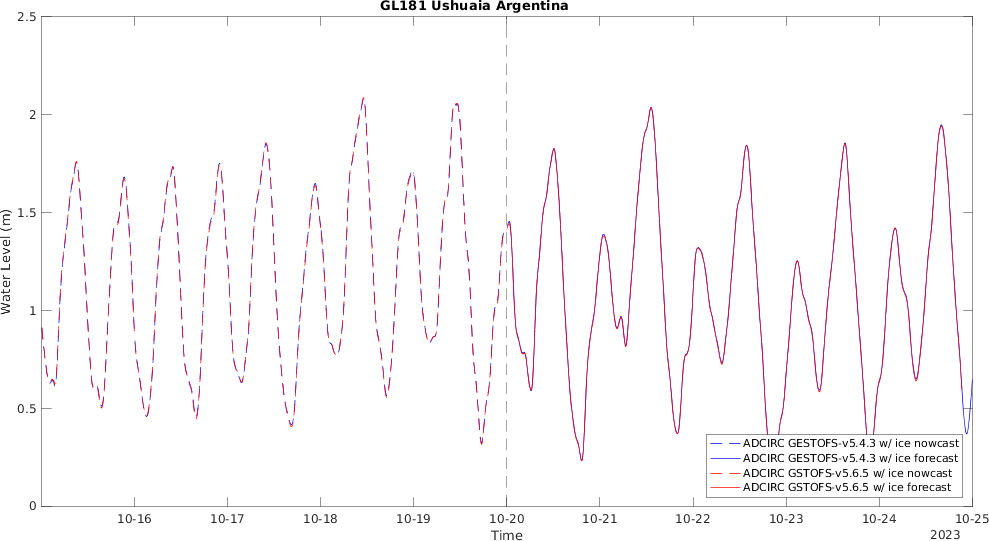 GL181 Ushuaia Argentina
2.5
2
1.5
1
0.5
0
Water Level (m)
ADCIRC GESTOFS-v5.4.3 w/ ice nowcast
ADCIRC GESTOFS-v5.4.3 w/ ice forecast
ADCIRC GSTOFS-v5.6.5 w/ ice nowcast
ADCIRC GSTOFS-v5.6.5 w/ ice forecast
10-16 10-17 10-18 10-19 10-20 10-21 10-22 10-23 10-24 10-25
Time
2023